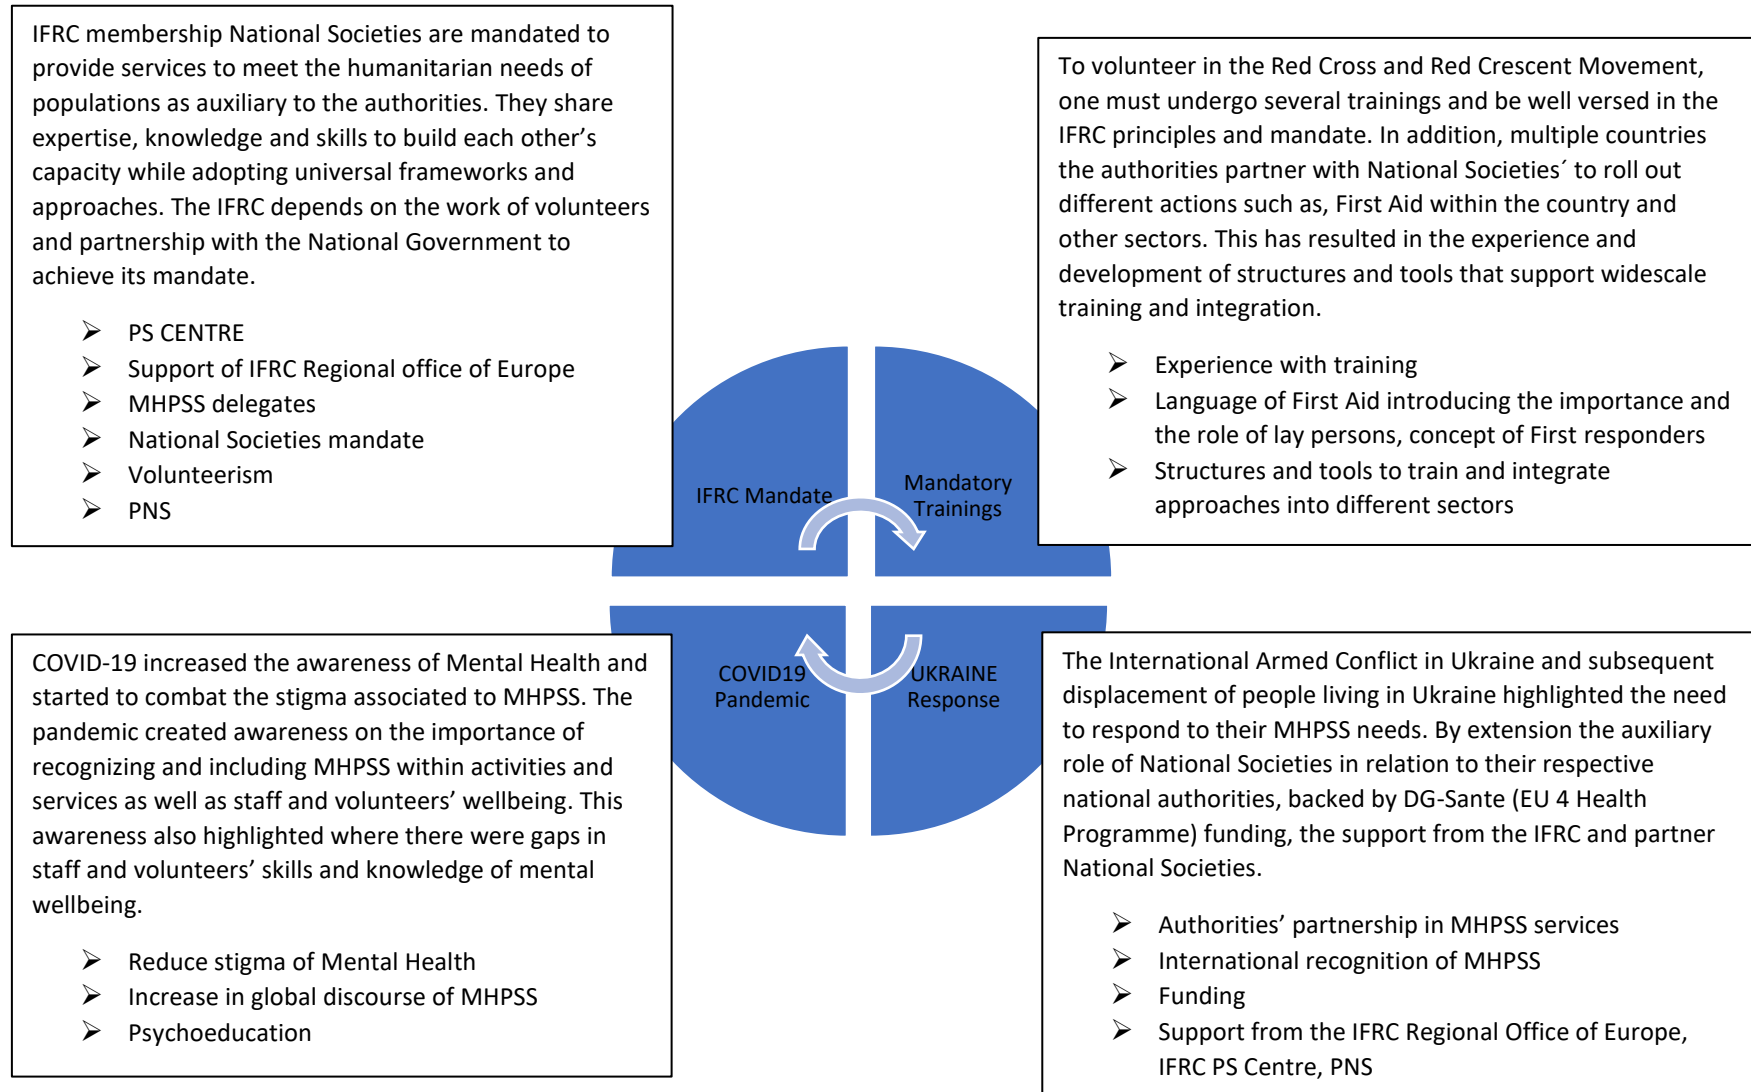 IFRC membership National Societies are mandated to
provide services to meet the humanitarian needs of
populations as auxiliary to the authorities. They share
expertise, knowledge and skills to build each other’s
capacity while adopting universal frameworks and
approaches. The IFRC depends on the work of volunteers
and partnership with the National Government to
achieve its mandate.
➢ PS CENTRE
➢ Support of IFRC Regional office of Europe
➢ MHPSS delegates
➢ National Societies mandate
➢ Volunteerism
➢ PNS
To volunteer in the Red Cross and Red Crescent Movement,
one must undergo several trainings and be well versed in the
IFRC principles and mandate. In addition, multiple countries
the authorities partner with National Societies´ to roll out
different actions such as, First Aid within the country and
other sectors. This has resulted in the experience and
development of structures and tools that support widescale
training and integration.
➢ Experience with training
➢ Language of First Aid introducing the importance and
the role of lay persons, concept of First responders
➢ Structures and tools to train and integrate
approaches into different sectors
IFRC Mandate
Mandatory
Trainings
COVID19
Pandemic
UKRAINE
Response
COVID-19 increased the awareness of Mental Health and
started to combat the stigma associated to MHPSS. The
pandemic created awareness on the importance of
recognizing and including MHPSS within activities and
services as well as staff and volunteers’ wellbeing. This
awareness also highlighted where there were gaps in
staff and volunteers’ skills and knowledge of mental
wellbeing.
➢ Reduce stigma of Mental Health
➢ Increase in global discourse of MHPSS
➢ Psychoeducation
The International Armed Conflict in Ukraine and subsequent
displacement of people living in Ukraine highlighted the need
to respond to their MHPSS needs. By extension the auxiliary
role of National Societies in relation to their respective
national authorities, backed by DG-Sante (EU 4 Health
Programme) funding, the support from the IFRC and partner
National Societies.
➢ Authorities’ partnership in MHPSS services
➢ International recognition of MHPSS
➢ Funding
➢ Support from the IFRC Regional Office of Europe,
IFRC PS Centre, PNS